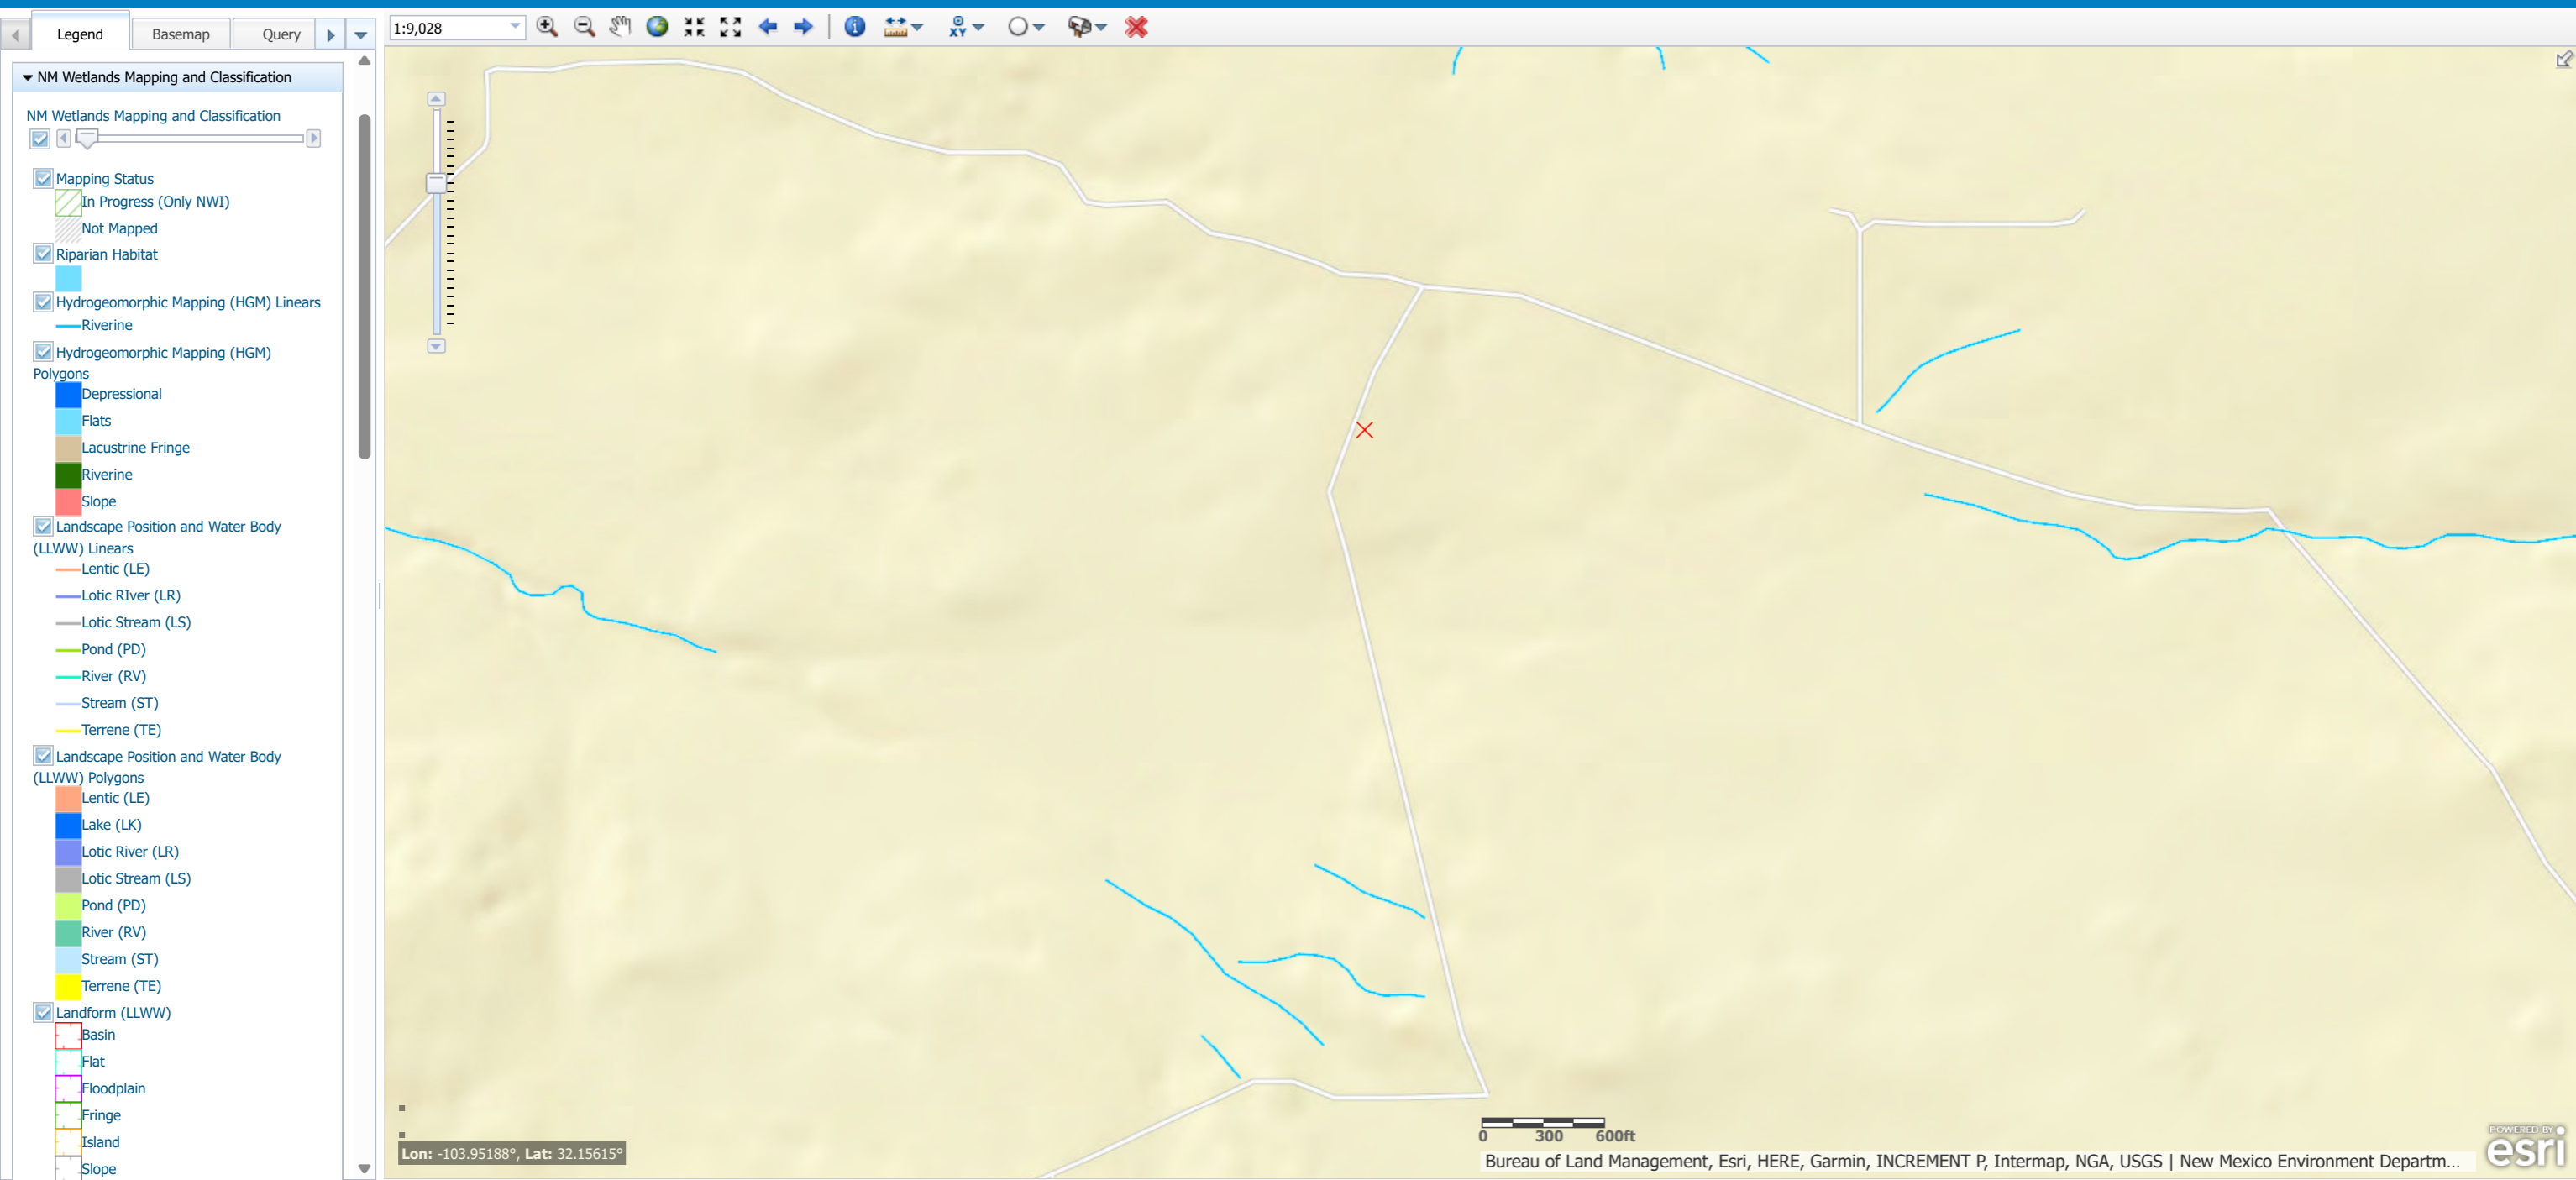 Legend
Basemap
Query
1:9,028
NM Wetlands Mapping and Classification
NM Wetlands Mapping and Classification
Mapping Status
In Progress (Only NWI)
Not Mapped
Riparian Habitat
Hydrogeomorphic Mapping (HGM) Linears
Riverine
Hydrogeomorphic Mapping (HGM)
Polygons
Depressional
Flats
Lacustrine Fringe
Riverine
Slope
Landscape Position and Water Body
(LLWW) Linears
Lentic (LE)
Lotic RIver (LR)
Lotic Stream (LS)
Pond (PD)
River (RV)
Stream (ST)
Terrene (TE)
Landscape Position and Water Body
(LLWW) Polygons
Lentic (LE)
Lake (LK)
Lotic River (LR)
Lotic Stream (LS)
Pond (PD)
River (RV)
Stream (ST)
Terrene (TE)
Landform (LLWW)
Basin
Flat
Floodplain
Fringe
Island
Slope
XY
Lon: -103.95188°, Lat: 32.15615°
0 300 600ft
Bureau of Land Management, Esri, HERE, Garmin, INCREMENT P, Intermap, NGA, USGS | New Mexico Environment Departm...
POWERED BY
esri